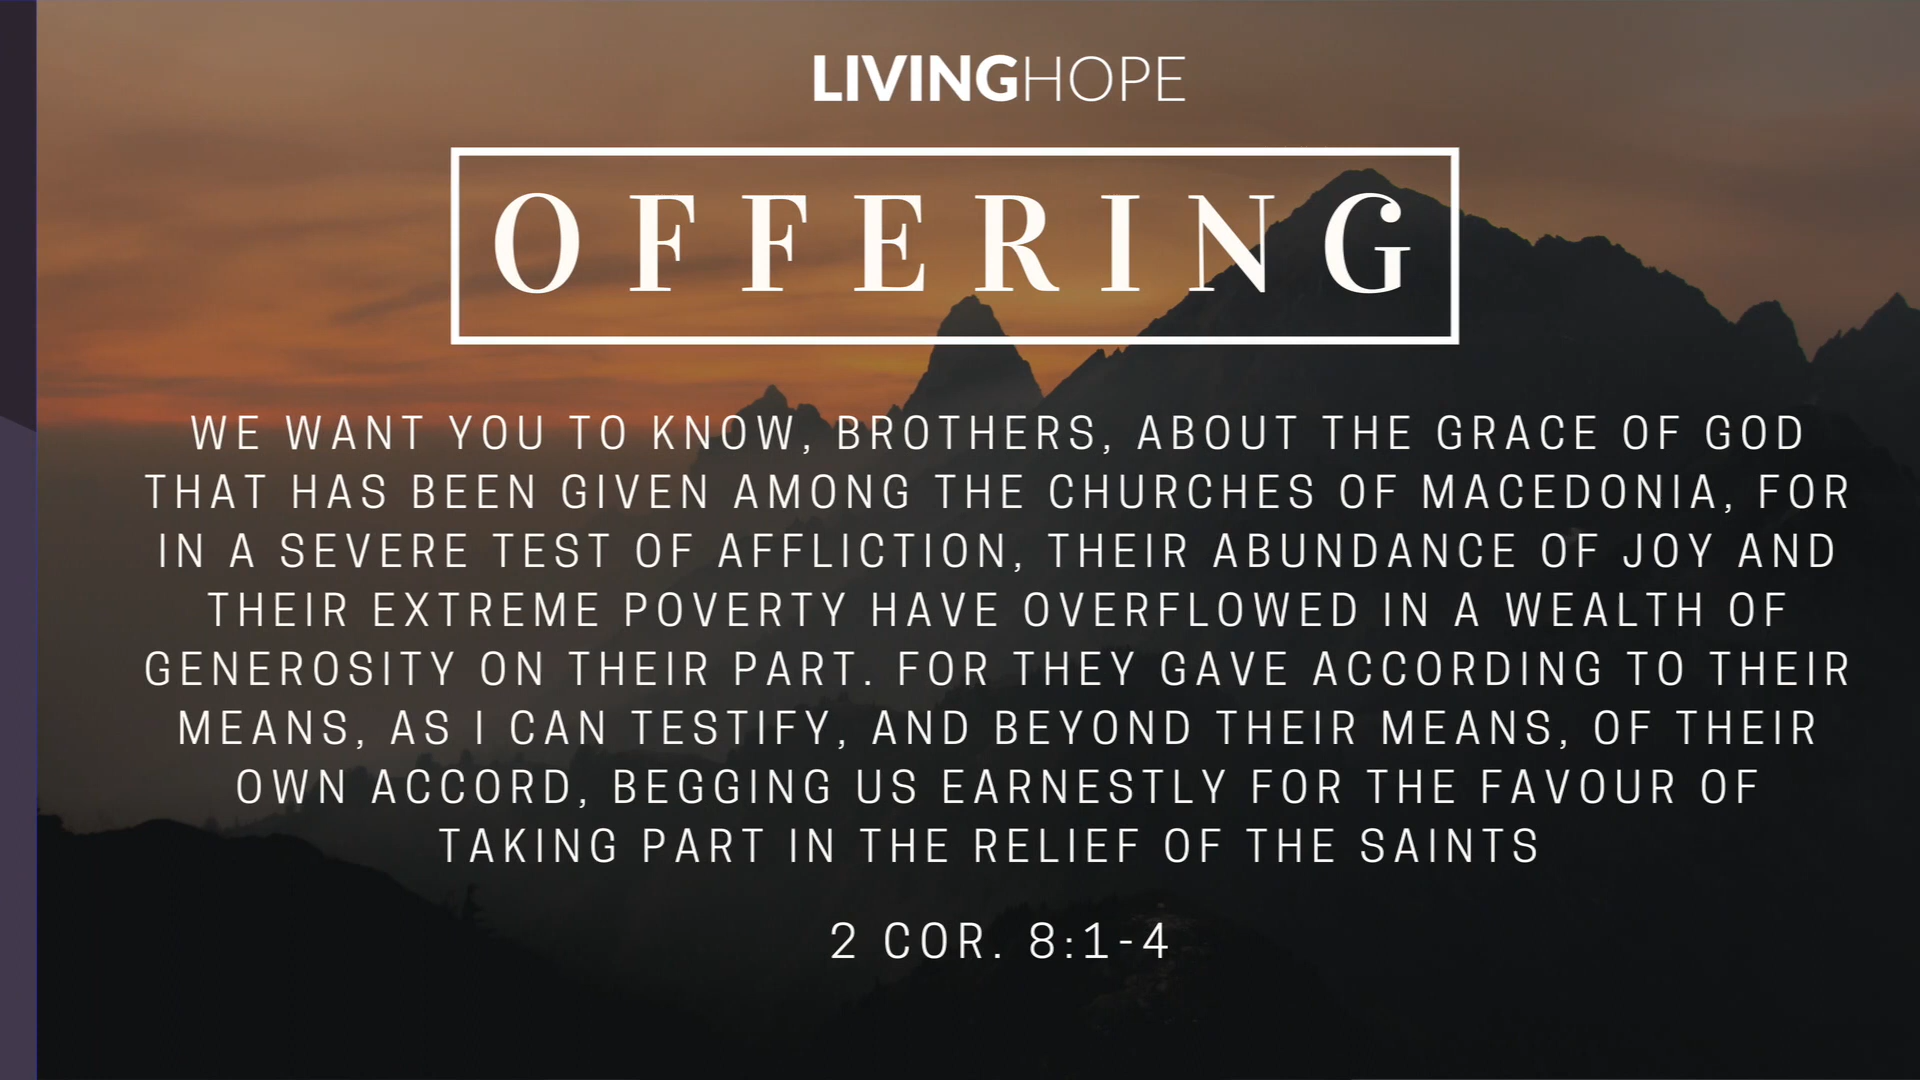 LIVINGHOPE
OFFERING
WE WANT YOU TO KNOW, BROTHERS, ABOUT THE GRACE OF GOD
THAT HAS BEEN GIVEN AMONG THE CHURCHES OF MACEDONIA, FOR
IN A SEVERE TEST OF AFFLICTION, THEIR ABUNDANCE OF JOY AND
THEIR EXTREME POVERTY HAVE OVERFLOWED IN A WEALTH OF
GENEROSITY ON THEIR PART. FOR THEY GAVE ACCORDING TO THEIR
MEANS, AS I CAN TESTIFY, AND BEYOND THEIR MEANS, OF THEIR
OWN ACCORD, BEGGING US EARNESTLY FOR THE FAVOUR OF
TAKING PART IN THE RELIEF OF THE SAINTS
2 COR. 8:1-4